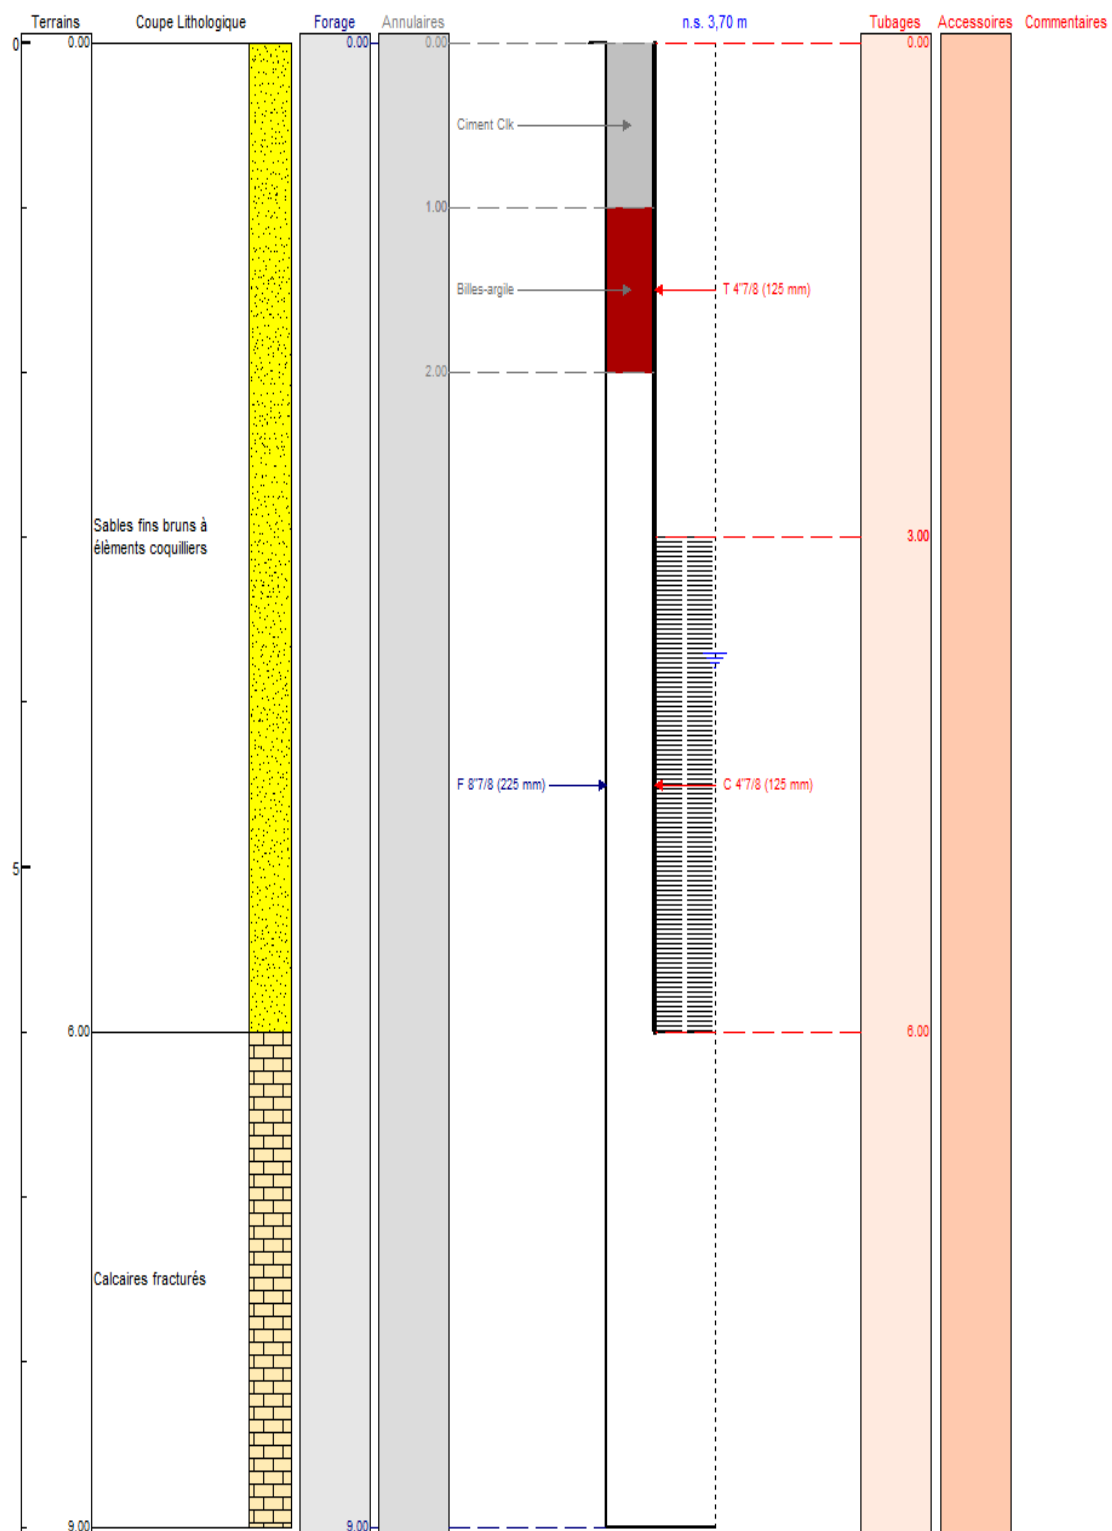 Terrains Coupe Lithologique Forage Annulaires n.s. 3,70 m Tubages Accessoires Commentaires
0 0.00 0.00 0.00 0.00
Ciment Clk
1.00
Billes-argile T 4"7/8 (125 mm)
2.00
Sables fins bruns à
élèments coquilliers
3.00
F 8"7/8 (225 mm) C 4"7/8 (125 mm)
5
6.00 6.00
Calcaires fracturés
9.00 9.00